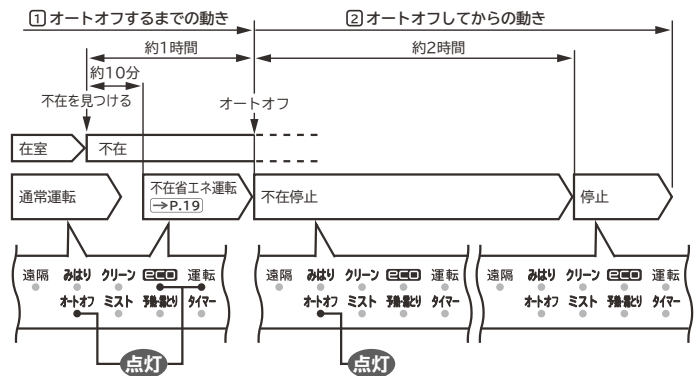 1 オートオフするまでの動き
2 オートオフしてからの動き
約1時間
約2時間
約10分
不在を見つける
オートオフ
在室
不在
通常運転
不在省エネ運転
→P.19
不在停止
停止
遠隔 みはり クリーン eco 運転
オートオフ ミスト 予熱・曇とり タイマー
遠隔 みはり クリーン eco 運転
オートオフ ミスト 予熱・曇とり タイマー
遠隔 みはり クリーン eco 運転
オートオフ ミスト 予熱・曇とり タイマー
点灯
点灯